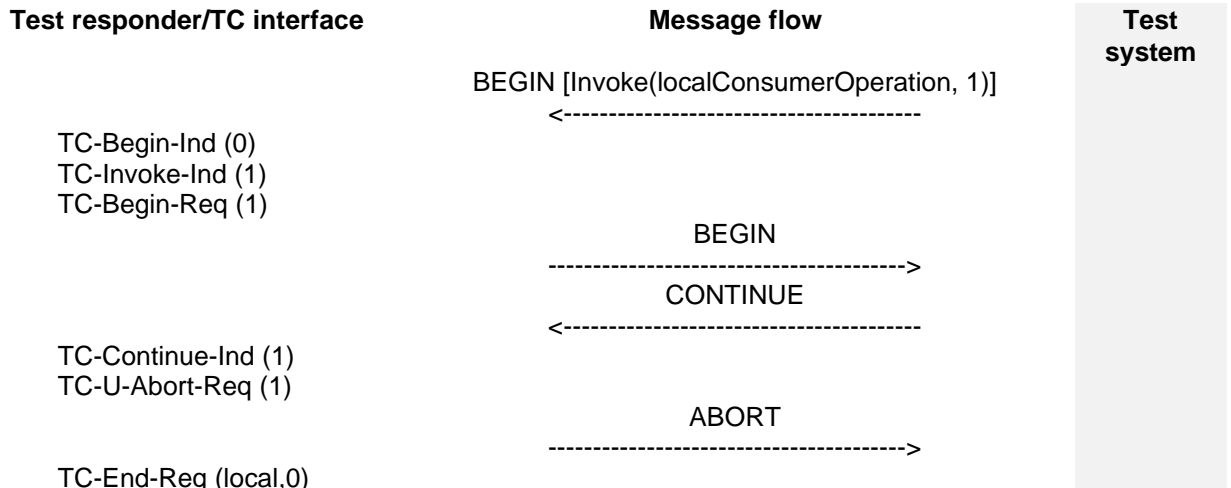 Test responder/TC interface Message flow Test
system
BEGIN [Invoke(localConsumerOperation, 1)]
<----------------------------------------
TC-Begin-Ind (0)
TC-Invoke-Ind (1)
TC-Begin-Req (1)
BEGIN
---------------------------------------->
CONTINUE
<----------------------------------------
TC-Continue-Ind (1)
TC-U-Abort-Req (1)
ABORT
---------------------------------------->
TC-End-Req (local,0)